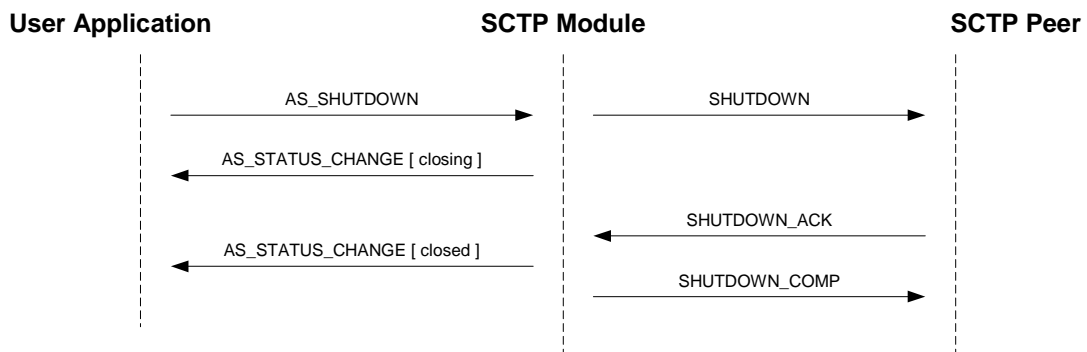 User Application SCTP Module SCTP Peer
AS_SHUTDOWN SHUTDOWN
AS_STATUS_CHANGE [ closing ]
SHUTDOWN_ACK
AS_STATUS_CHANGE [ closed ]
SHUTDOWN_COMP